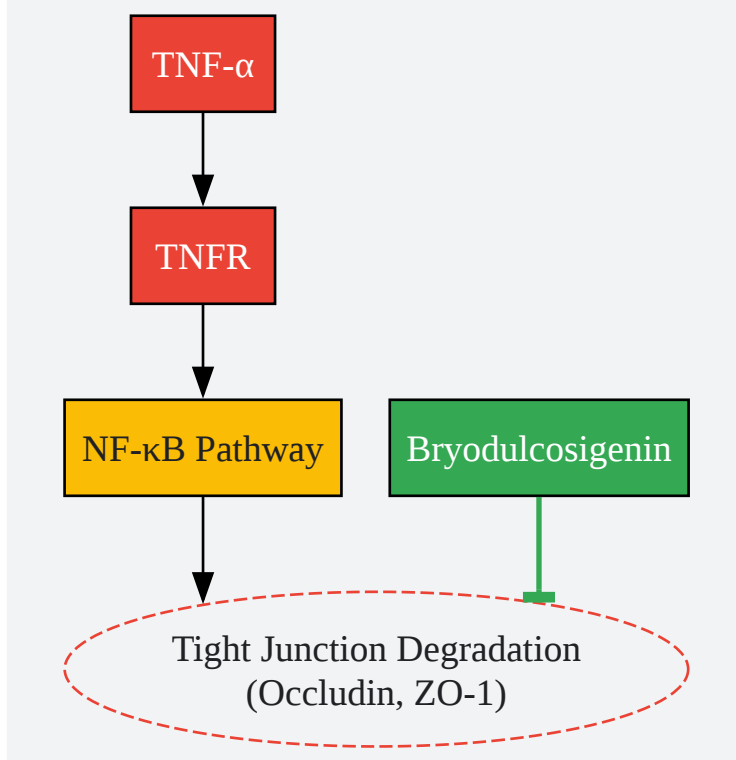 TNF-α
TNFR
NF-κB Pathway
Bryodulcosigenin
Tight Junction Degradation
(Occludin, ZO-1)